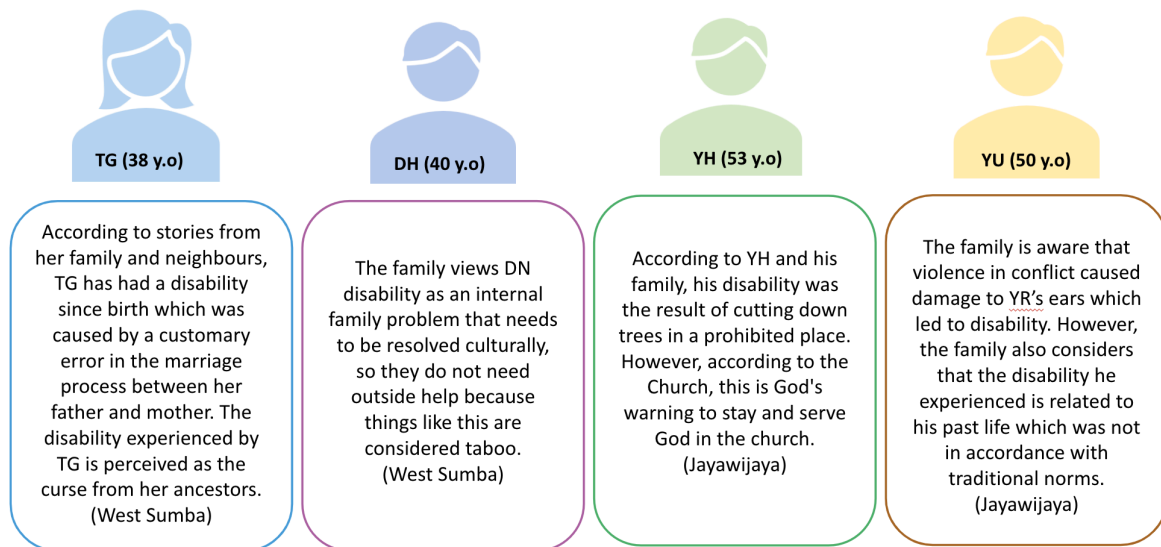 TG (38 y.o)
According to stories from
her family and neighbours,
TG has had a disability
since birth which was
caused by a customary
error in the marriage
process between her
father and mother. The
disability experienced by
TG is perceived as the
curse from her ancestors.
(West Sumba)
DH (40 y.o)
The family views DN
disability as an internal
family problem that needs
to be resolved culturally,
so they do not need
outside help because
things like this are
considered taboo.
(West Sumba)
YH (53 y.o)
According to YH and his
family, his disability was
the result of cutting down
trees in a prohibited place.
However, according to the
Church, this is God's
warning to stay and serve
God in the church.
(Jayawijaya)
YU (50 y.o)
The family is aware that
violence in conflict caused
damage to YR’s ears which
led to disability. However,
the family also considers
that the disability he
experienced is related to
his past life which was not
in accordance with
traditional norms.
(Jayawijaya)